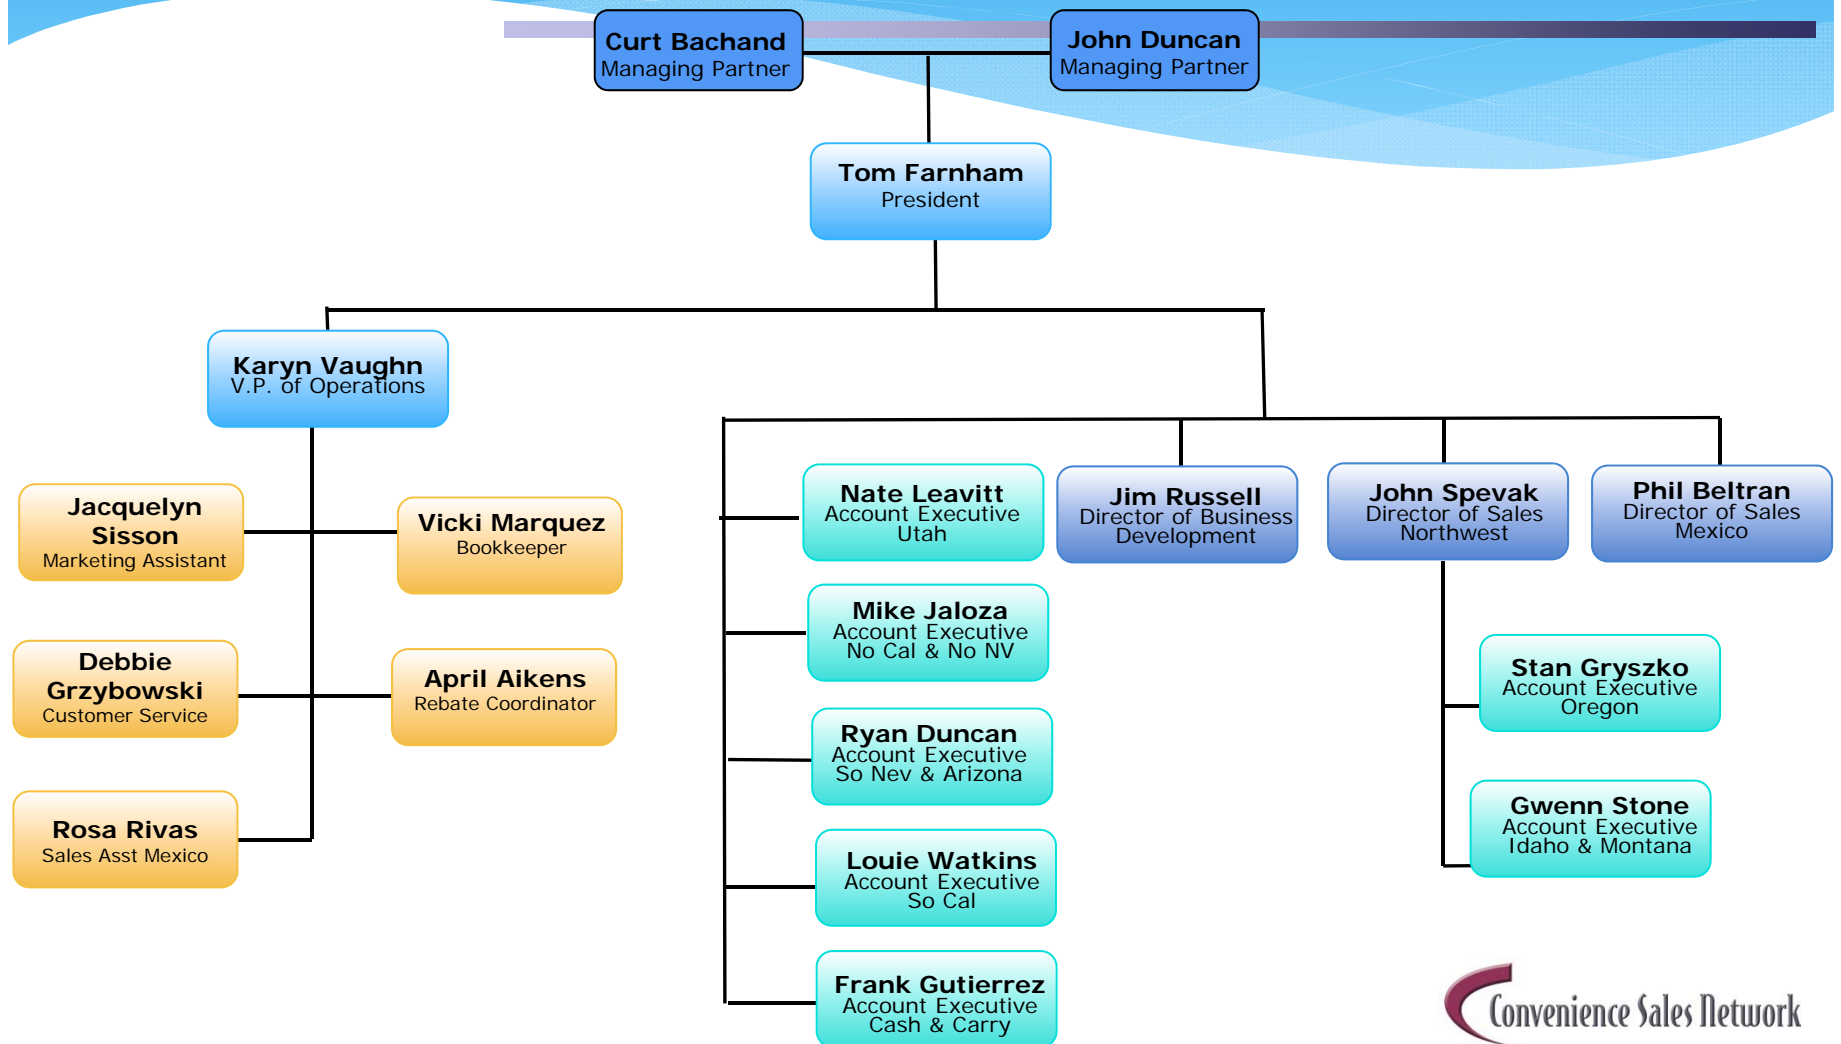 Curt Bachand
Managing Partner
John Duncan
Managing Partner
Tom Farnham
President
Karyn Vaughn
V.P. of Operations
Jacquelyn
Sisson
Marketing Assistant
Vicki Marquez
Bookkeeper
Debbie
Grzybowski
Customer Service
April Aikens
Rebate Coordinator
Rosa Rivas
Sales Asst Mexico
Nate Leavitt
Account Executive
Utah
Mike Jaloza
Account Executive
No Cal & No NV
Ryan Duncan
Account Executive
So Nev & Arizona
Louie Watkins
Account Executive
So Cal
Frank Gutierrez
Account Executive
Cash & Carry
Jim Russell
Director of Business
Development
John Spevak
Director of Sales
Northwest
Phil Beltran
Director of Sales
Mexico
Stan Gryszko
Account Executive
Oregon
Gwenn Stone
Account Executive
Idaho & Montana
Convenience Sales Network